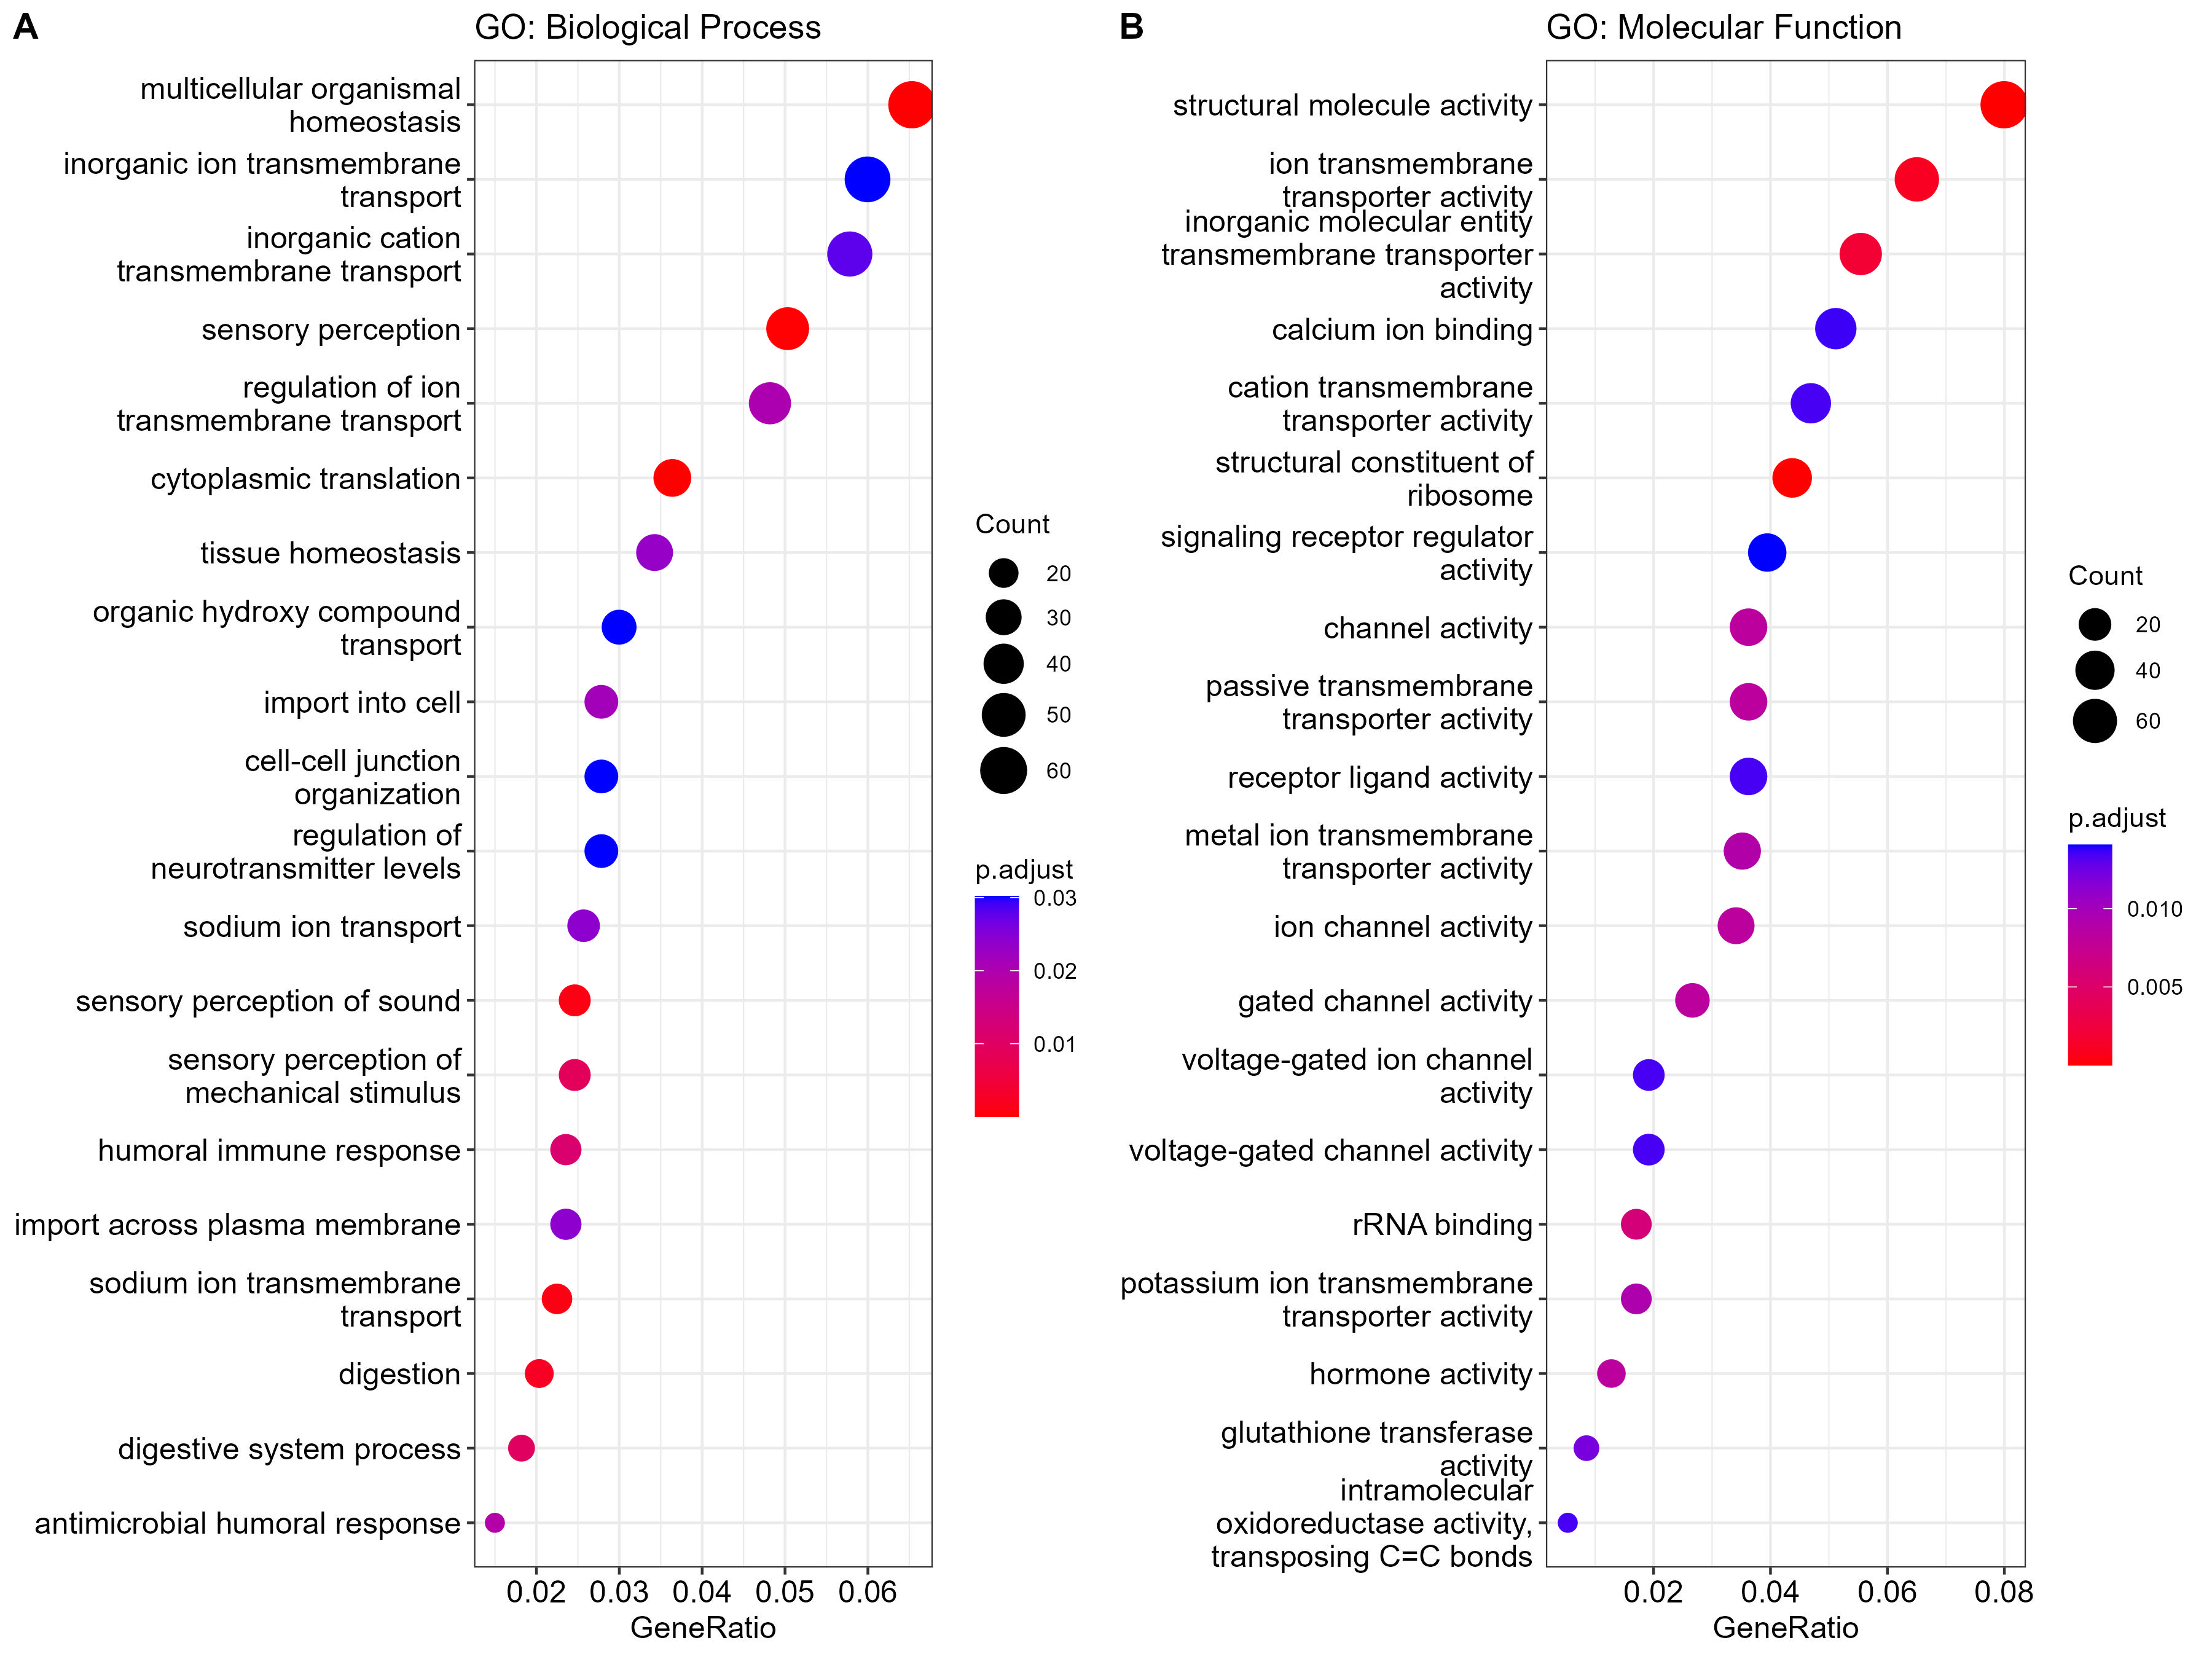 A
GO: Biological Process
multicellular organismal
homeostasis
inorganic ion transmembrane
transport
inorganic cation
transmembrane transport
sensory perception
regulation of ion
transmembrane transport
cytoplasmic translation
tissue homeostasis
organic hydroxy compound
transport
import into cell
cell-cell junction
organization
regulation of
neurotransmitter levels
sodium ion transport
sensory perception of sound
sensory perception of
mechanical stimulus
humoral immune response
import across plasma membrane
sodium ion transmembrane
transport
digestion
digestive system process
antimicrobial humoral response
0.02 0.03 0.04 0.05 0.06
GeneRatio
Count
20
30
40
50
60
p.adjust
0.03
0.02
0.01
B
GO: Molecular Function
structural molecule activity
ion transmembrane
transporter activity
inorganic molecular entity
transmembrane transporter
activity
calcium ion binding
cation transmembrane
transporter activity
structural constituent of
ribosome
signaling receptor regulator
activity
channel activity
passive transmembrane
transporter activity
receptor ligand activity
metal ion transmembrane
transporter activity
ion channel activity
gated channel activity
voltage-gated ion channel
activity
voltage-gated channel activity
rRNA binding
potassium ion transmembrane
transporter activity
hormone activity
glutathione transferase
activity
intramolecular
oxidoreductase activity,
transposing C=C bonds
0.02 0.04 0.06 0.08
GeneRatio
Count
20
40
60
p.adjust
0.010
0.005